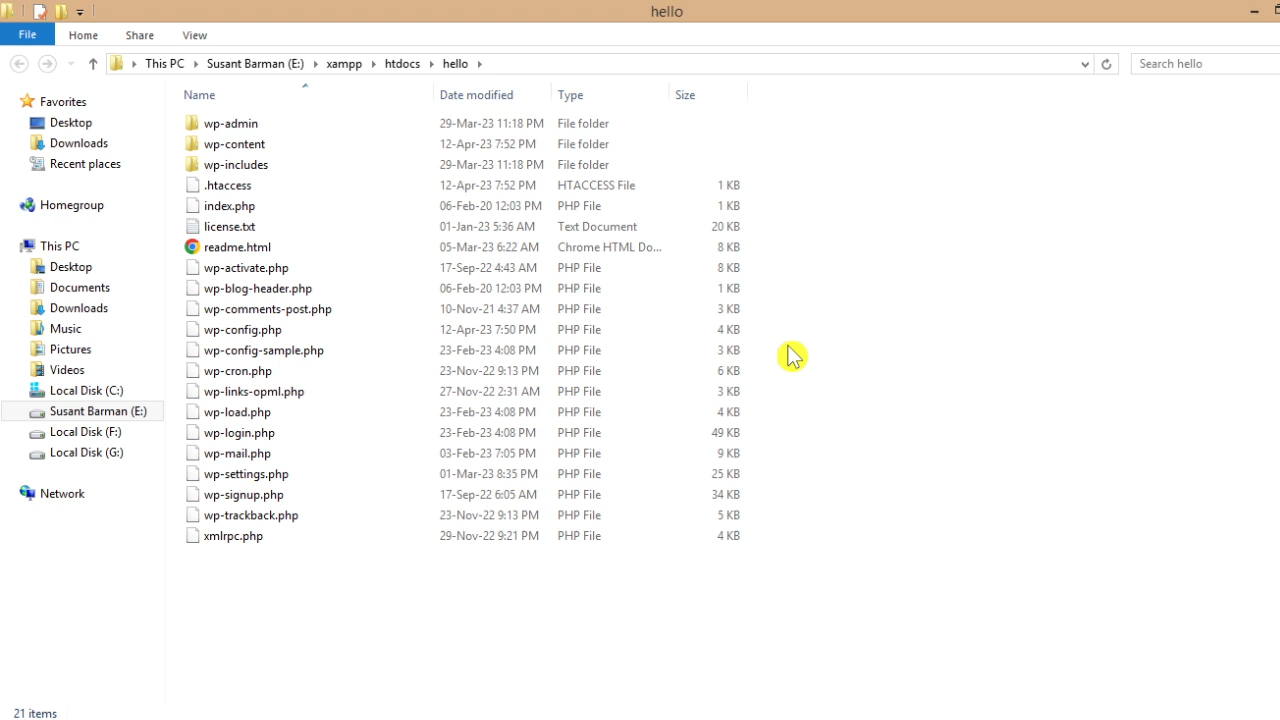 hello
File Home Share View
This PC Susant Barman (E:) xampp htdocs hello Search hello
Name Date modified Type Size
Favorites
Desktop
Downloads
Recent places
Homegroup
This PC
Desktop
Documents
Downloads
Music
Pictures
Videos
Local Disk (C:)
Susant Barman (E:)
Local Disk (F:)
Local Disk (G:)
Network
wp-admin 29-Mar-23 11:18 PM File folder
wp-content 12-Apr-23 7:52 PM File folder
wp-includes 29-Mar-23 11:18 PM File folder
.htaccess 12-Apr-23 7:52 PM HTACCESS File 1 KB
index.php 06-Feb-20 12:03 PM PHP File 1 KB
license.txt 01-Jan-23 5:36 AM Text Document 20 KB
readme.html 05-Mar-23 6:22 AM Chrome HTML Do... 8 KB
wp-activate.php 17-Sep-22 4:43 AM PHP File 8 KB
wp-blog-header.php 06-Feb-20 12:03 PM PHP File 1 KB
wp-comments-post.php 10-Nov-21 4:37 AM PHP File 3 KB
wp-config.php 12-Apr-23 7:50 PM PHP File 4 KB
wp-config-sample.php 23-Feb-23 4:08 PM PHP File 3 KB
wp-cron.php 23-Nov-22 9:13 PM PHP File 6 KB
wp-links-opml.php 27-Nov-22 2:31 AM PHP File 3 KB
wp-load.php 23-Feb-23 4:08 PM PHP File 4 KB
wp-login.php 23-Feb-23 4:08 PM PHP File 49 KB
wp-mail.php 03-Feb-23 7:05 PM PHP File 9 KB
wp-settings.php 01-Mar-23 8:35 PM PHP File 25 KB
wp-signup.php 17-Sep-22 6:05 AM PHP File 34 KB
wp-trackback.php 23-Nov-22 9:13 PM PHP File 5 KB
xmlrpc.php 29-Nov-22 9:21 PM PHP File 4 KB
21 items